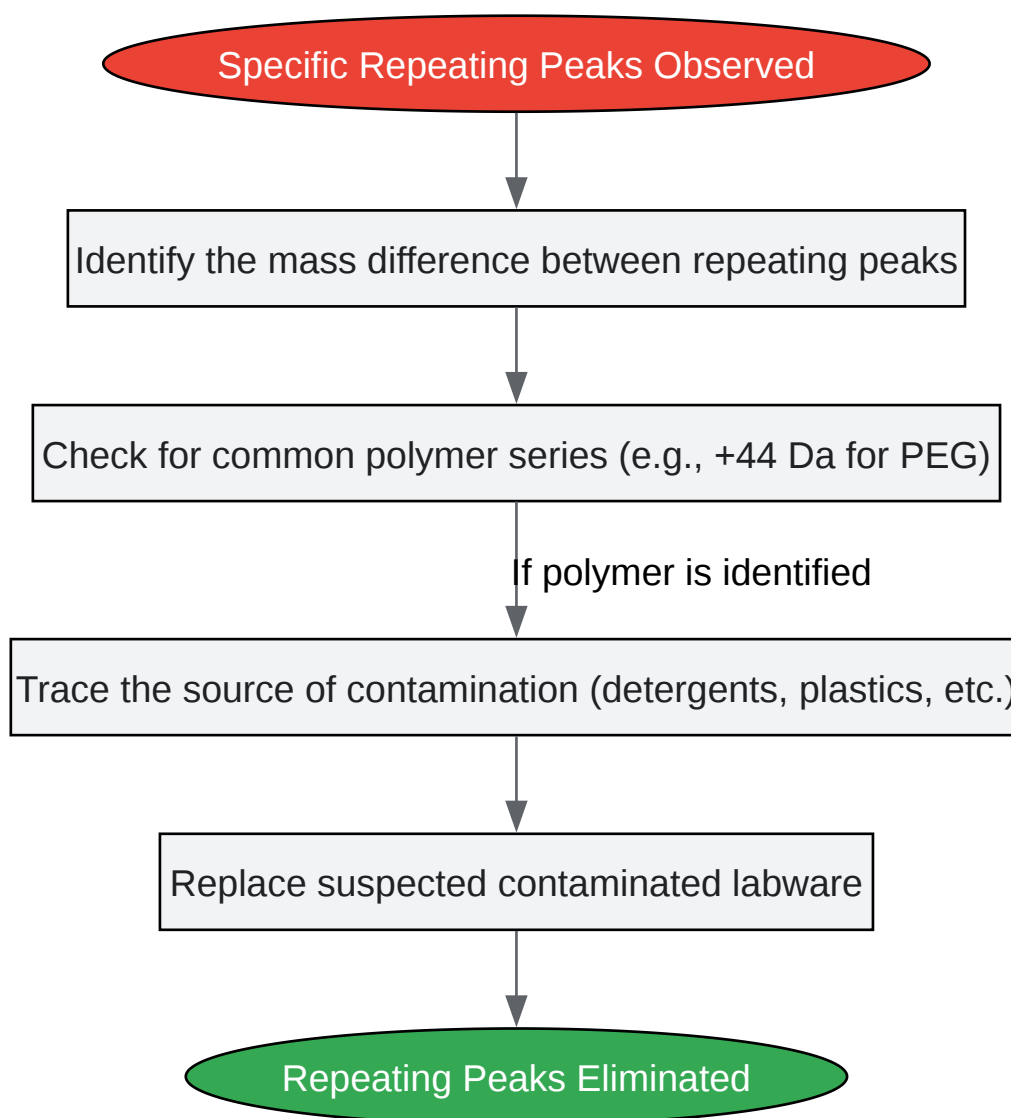 Specific Repeating Peaks Observed
Identify the mass difference between repeating peaks
Check for common polymer series (e.g., +44 Da for PEG)
If polymer is identified
Trace the source of contamination (detergents, plastics, etc.)
Replace suspected contaminated labware
Repeating Peaks Eliminated